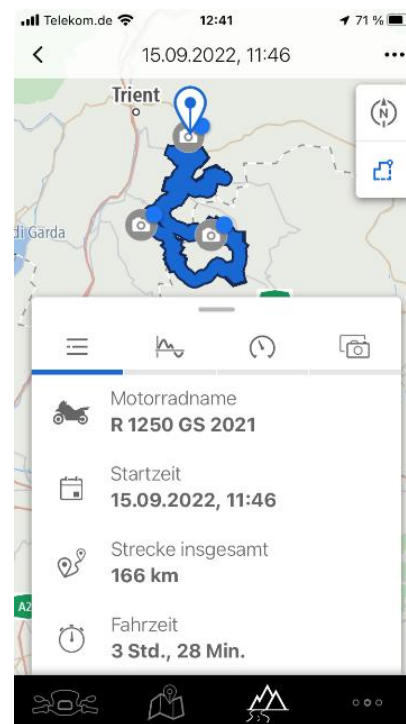 Telekom.de 12:41 71 %
15.09.2022, 11:46
Trient
N
di Garda
Motorradname
R 1250 GS 2021
Startzeit
15.09.2022, 11:46
Strecke insgesamt
166 km
A2
Fahrzeit
3 Std., 28 Min.